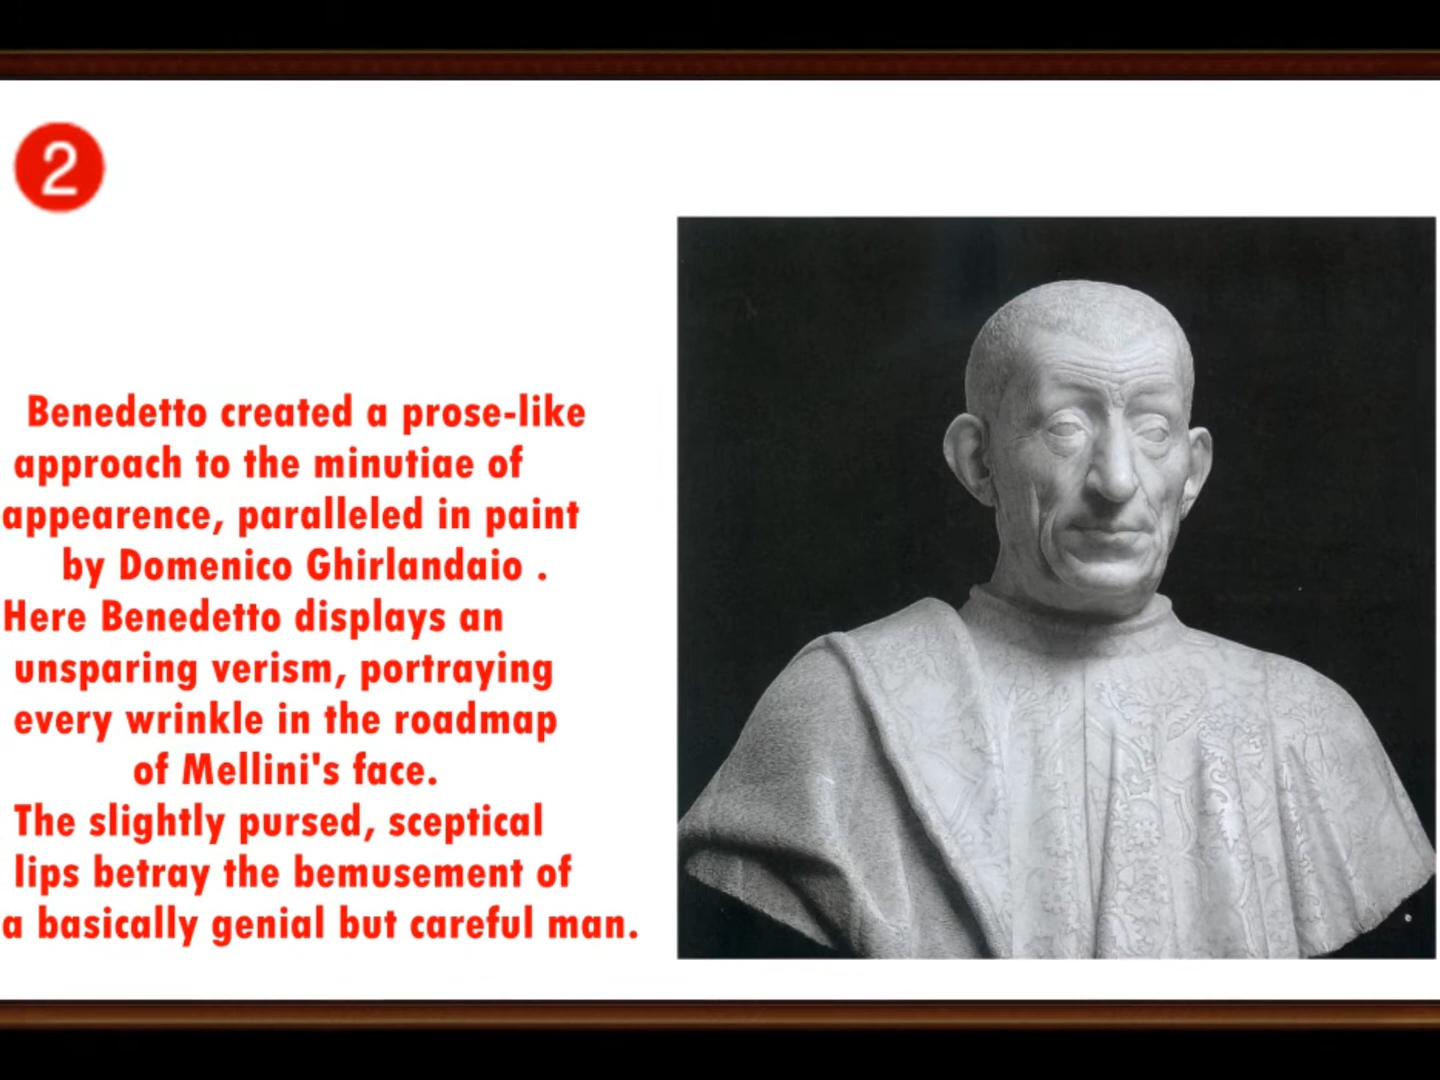 2
Benedetto created a prose-like
approach to the minutiae of
appearence, paralleled in paint
by Domenico Ghirlandaio .
Here Benedetto displays an
unsparing verism, portraying
every wrinkle in the roadmap
of Mellini's face.
The slightly pursed, sceptical
lips betray the bemusement of
a basically genial but careful man.